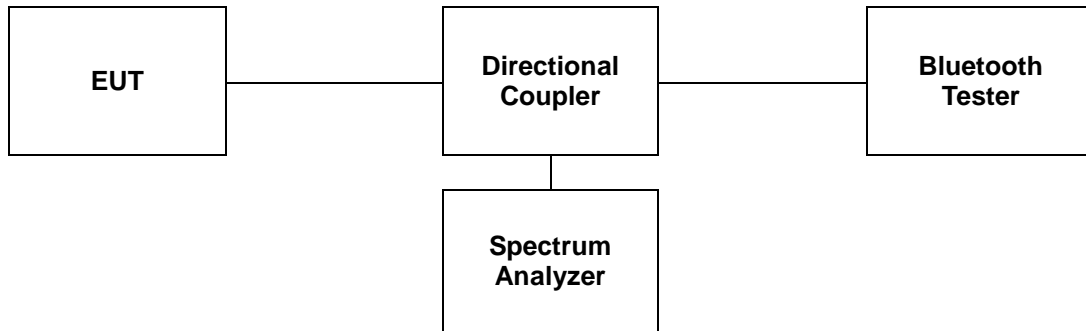 EUT
Directional
Coupler
Bluetooth
Tester
Spectrum
Analyzer